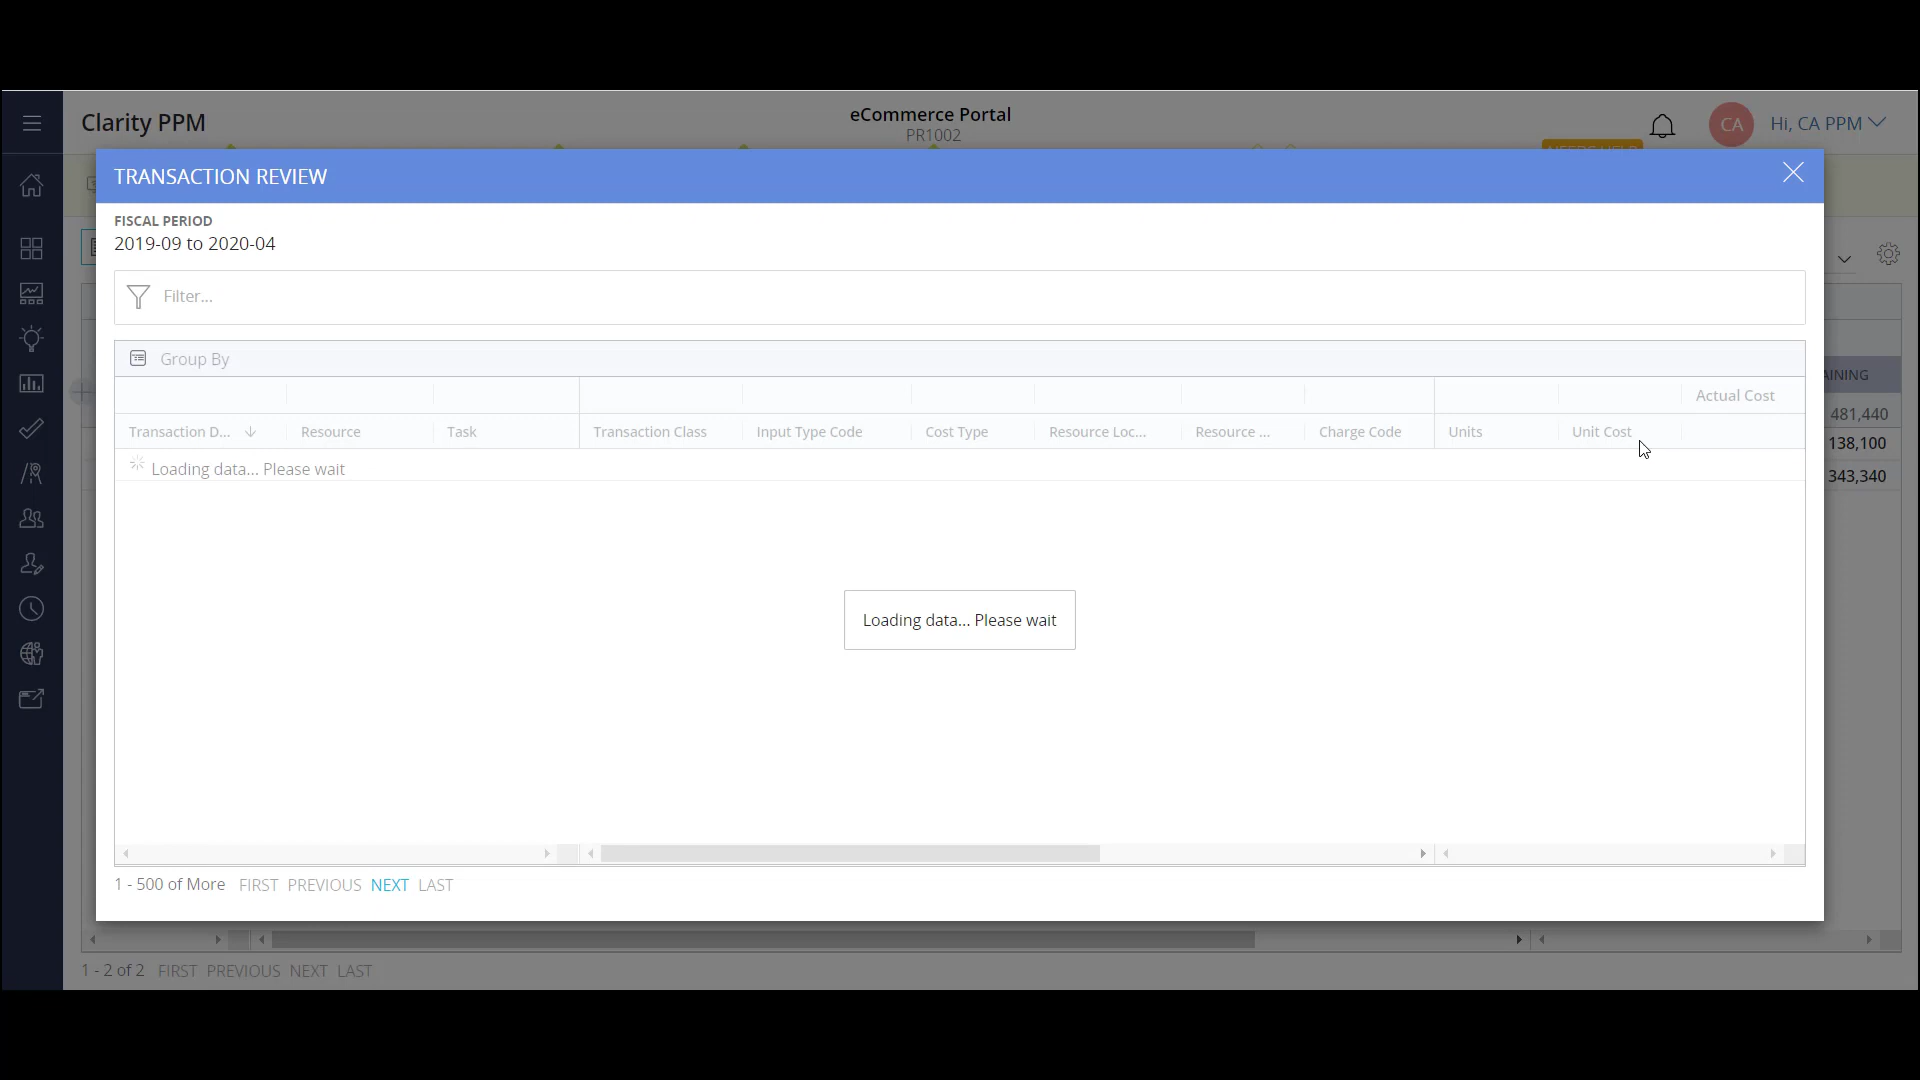 Clarity PPM
eCommerce Portal
PR1002
CA
Hi, CA PPM
TRANSACTION REVIEW
FISCAL PERIOD
2019-09 to 2020-04
Filter...
Group By
AINING
Actual Cost
481,440
Transaction D...
Resource
Task
Transaction Class
Input Type Code
Cost Type
Resource Loc...
Resource ...
Charge Code
Units
Unit Cost
138,100
Loading data... Please wait
343,340
Loading data... Please wait
1 - 500 of More FIRST PREVIOUS NEXT LAST
1 - 2 of 2 FIRST PREVIOUS NEXT LAST